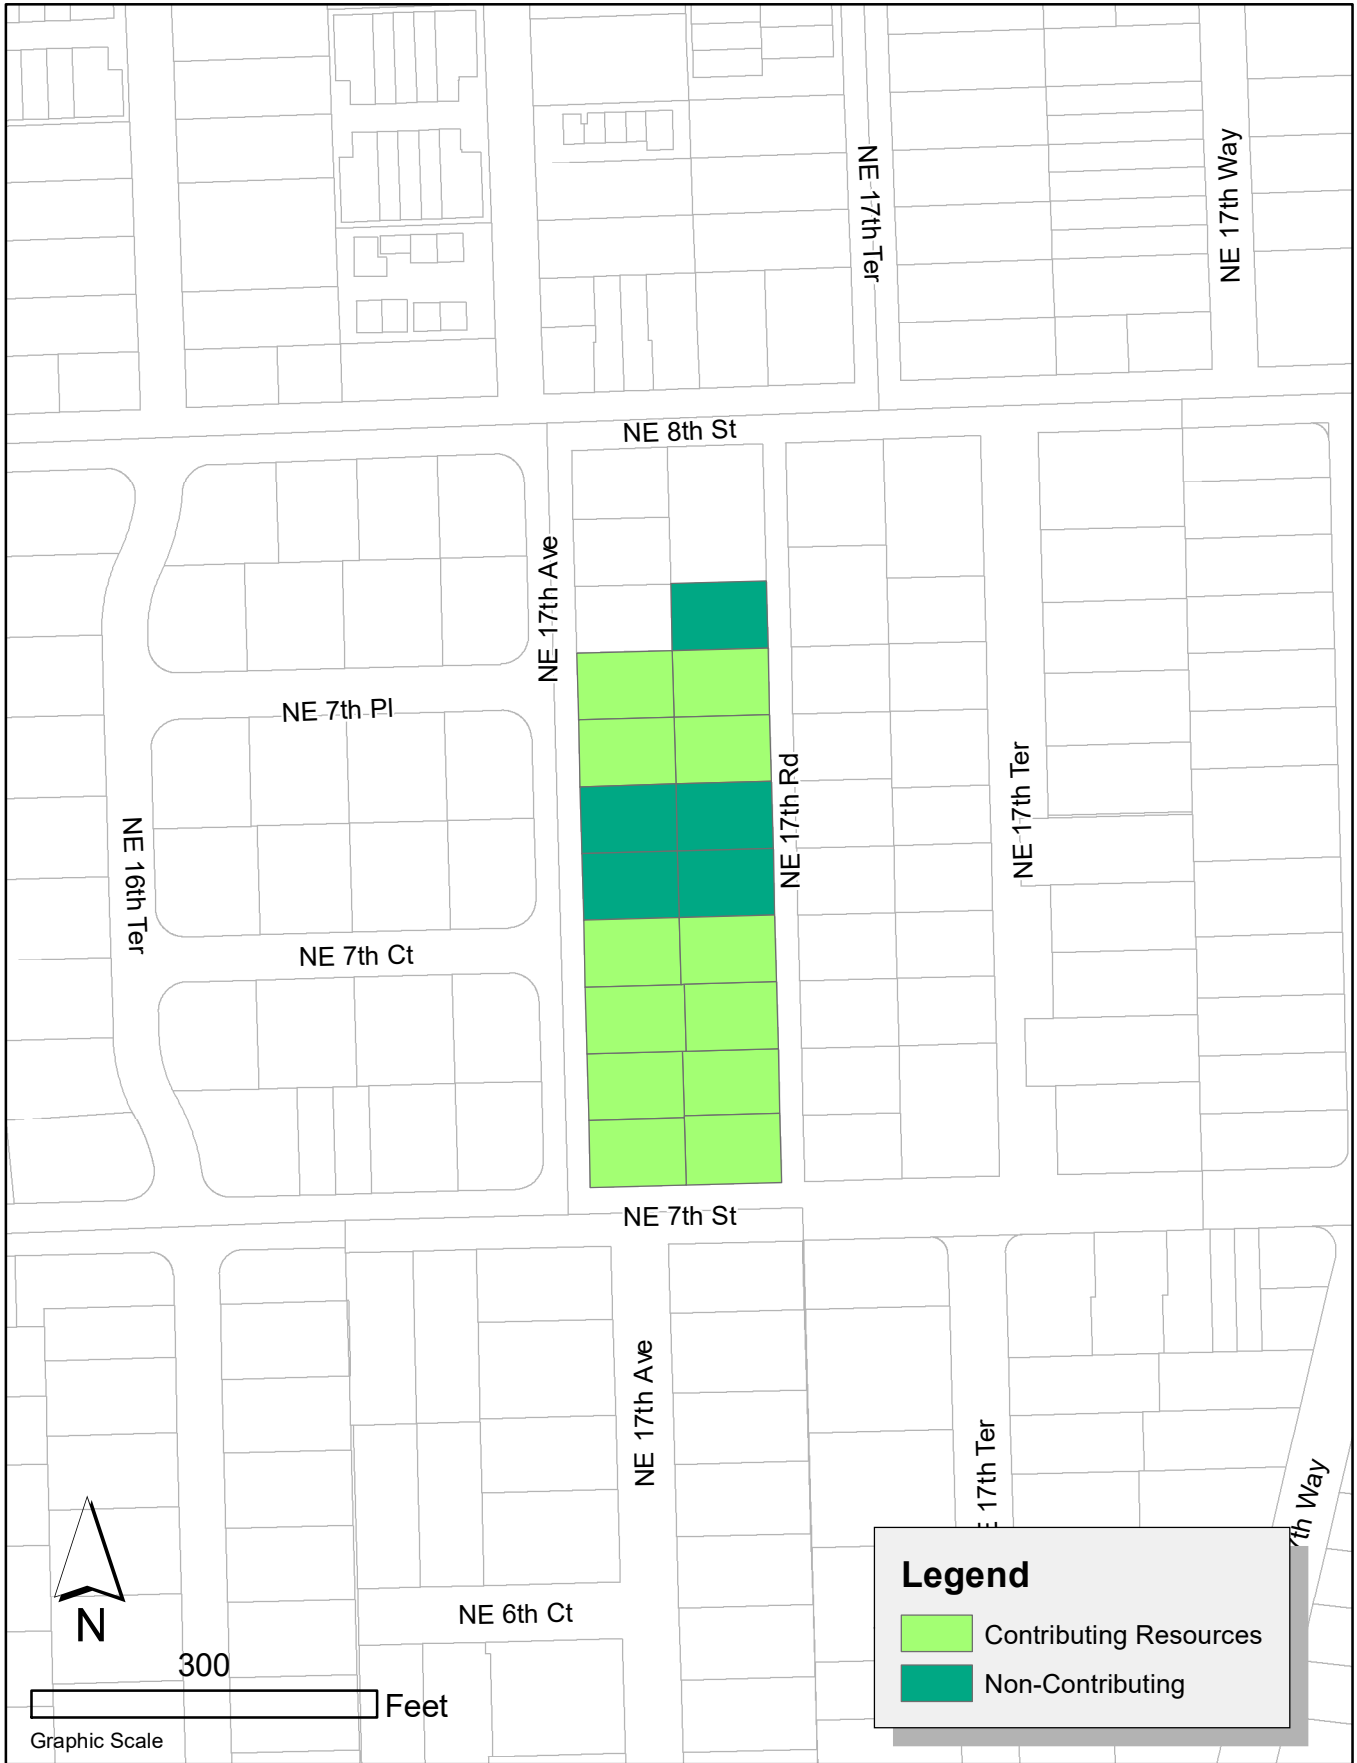 NE 17th Ter
NE 17th Way
NE 8th St
NE 17th Ave
NE 7th Pl
NE 17th Rd
NE 17th Ter
NE 16th Ter
NE 7th Ct
NE 7th St
NE 17th Ave
17th Ter
7th Way
N
NE 6th Ct
300
Feet
Graphic Scale
Legend
Contributing Resources
Non-Contributing